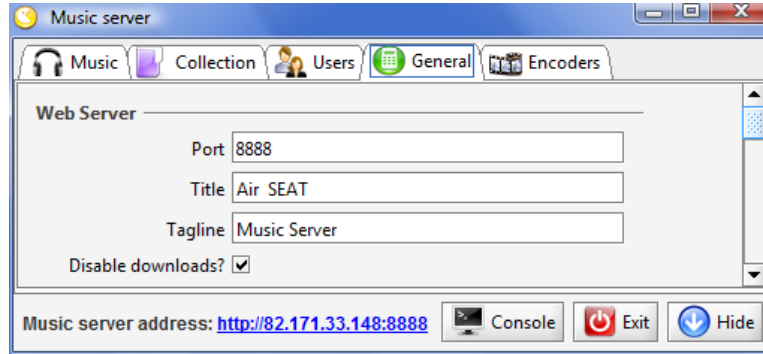 Music server
Music Collection Users General Encoders
Web Server
Port 8888
Title Air SEAT
Tagline Music Server
Disable downloads?
Music server address: http://82.171.33.148:8888 Console Exit Hide